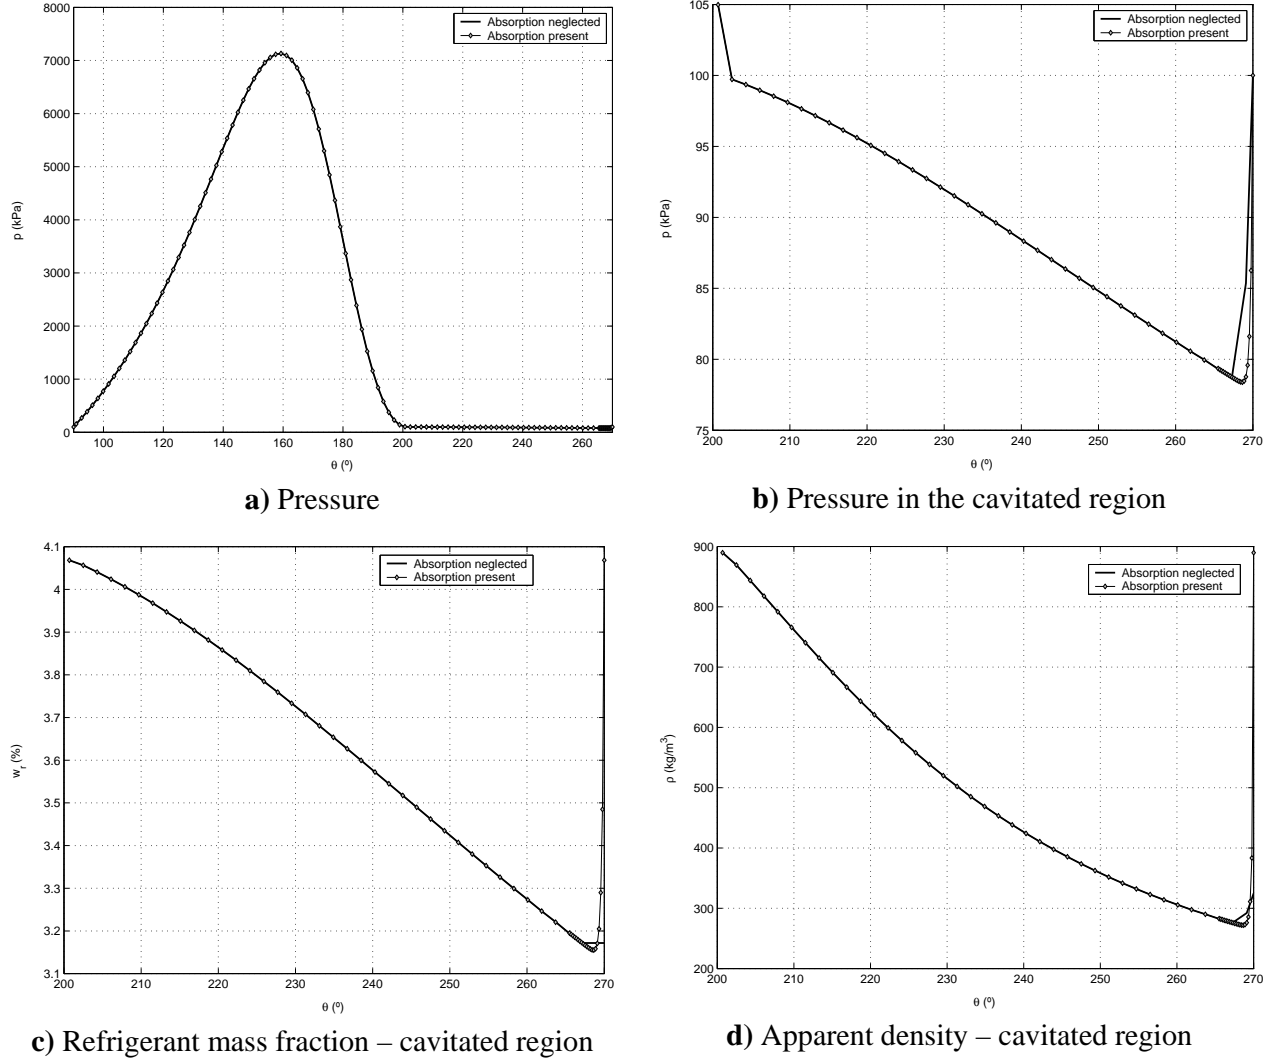 8000
7000
6000
5000
4000
3000
2000
1000
0
p (kPa)
Absorption neglected
Absorption present
100 120 140 160 180 200 220 240 260
θ (º)
a) Pressure
105
100
95
90
85
80
75
p (kPa)
Absorption neglected
Absorption present
200 210 220 230 240 250 260 270
θ (º)
b) Pressure in the cavitated region
4.1
4
3.9
3.8
3.7
3.6
3.5
3.4
3.3
3.2
3.1
w_r (%)
Absorption neglected
Absorption present
200 210 220 230 240 250 260 270
θ (º)
c) Refrigerant mass fraction – cavitated region
900
800
700
600
500
400
300
200
ρ (kg/m³)
Absorption neglected
Absorption present
200 210 220 230 240 250 260 270
θ (º)
d) Apparent density – cavitated region